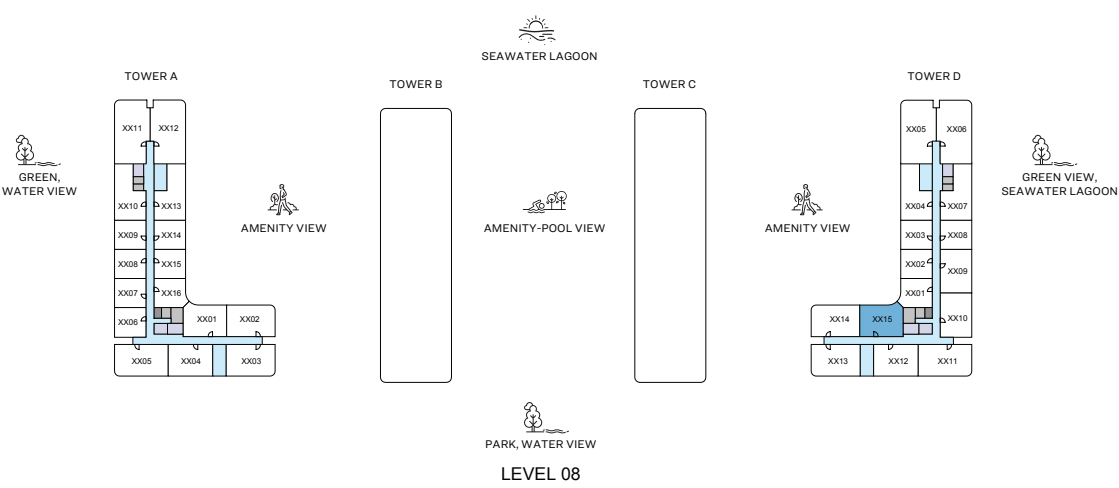 SEAWATER LAGOON
TOWER A
TOWER B
TOWER C
TOWER D
XX11 XX12
XX05 XX06
GREEN,
WATER VIEW
GREEN VIEW,
SEAWATER LAGOON
XX10 XX13
XX04 XX07
AMENITY VIEW
AMENITY-POOL VIEW
AMENITY VIEW
XX09 XX14
XX03 XX08
XX08 XX15
XX02 XX09
XX07 XX16
XX01
XX06 XX01 XX02
XX14 XX15 XX10
XX05 XX04 XX03
XX13 XX12 XX11
PARK, WATER VIEW
LEVEL 08